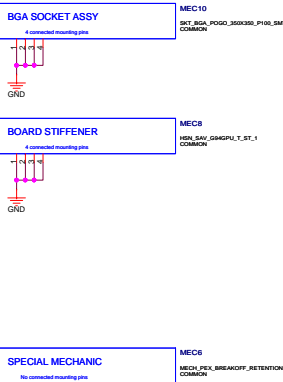 BGA SOCKET ASSY
4 connected mounting pins
MEC10
SKT_BGA_POGO_350X350_P100_SM
COMMON
1 2 3 4
GND
BOARD STIFFENER
4 connected mounting pins
MEC8
HSN_SAV_G94GPU_T_ST_1
COMMON
1 2 3 4
GND
SPECIAL MECHANIC
No connected mounting pins
MEC6
MECH_PEX_BREAKOFF_RETENTION
COMMON